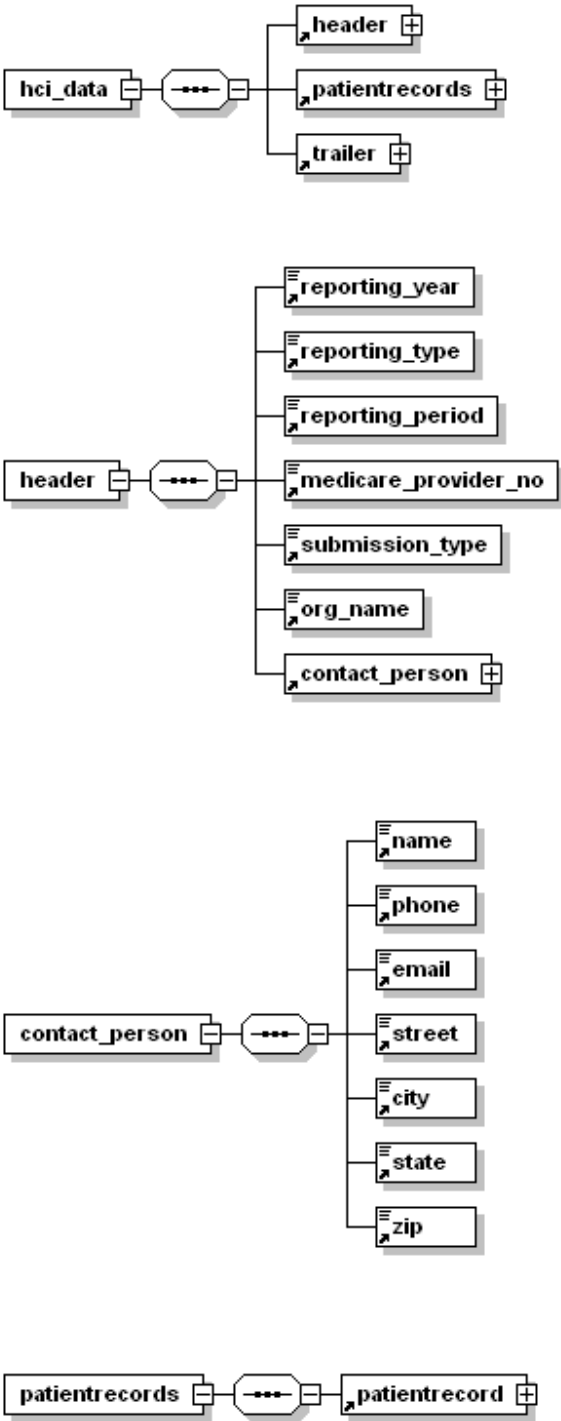 header
hci_data
patientrecords
trailer
reporting_year
reporting_type
reporting_period
header
medicare_provider_no
submission_type
org_name
contact_person
name
phone
email
contact_person
street
city
state
zip
patientrecords
patientrecord